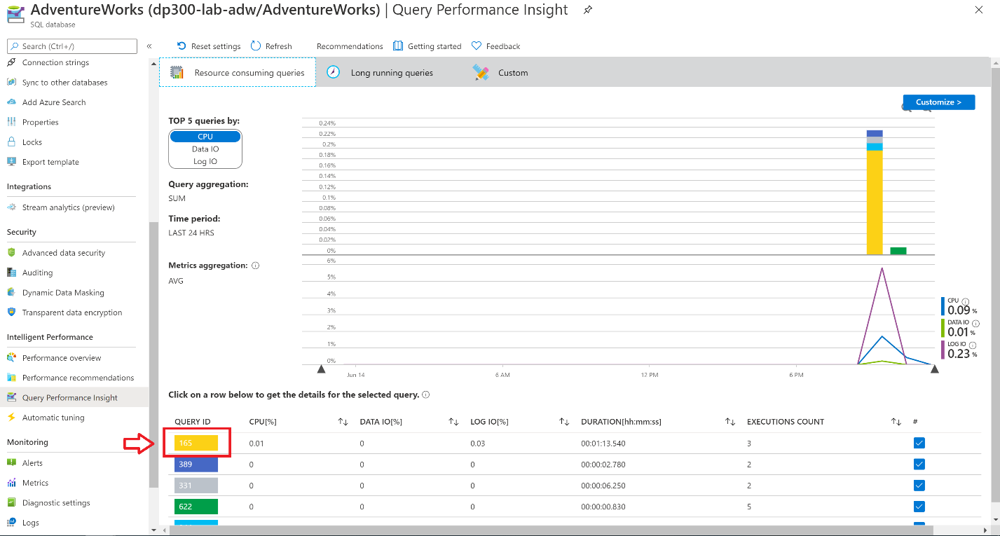 AdventureWorks (dp300-lab-adw/AdventureWorks) | Query Performance Insight
SQL database
Search (Ctrl+/)
«
Reset settings
Refresh
Recommendations
Getting started
Feedback
Connection strings
Sync to other databases
Add Azure Search
Properties
Locks
Export template
Integrations
Stream analytics (preview)
Security
Advanced data security
Auditing
Dynamic Data Masking
Transparent data encryption
Intelligent Performance
Performance overview
Performance recommendations
Query Performance Insight
Automatic tuning
Monitoring
Alerts
Metrics
Diagnostic settings
Logs
Resource consuming queries
Long running queries
Custom
Customize >
TOP 5 queries by:
CPU
Data IO
Log IO
Query aggregation:
SUM
Time period:
LAST 24 HRS
Metrics aggregation:
AVG
0.24%
0.22%
0.2%
0.18%
0.16%
0.14%
0.12%
0.1%
0.08%
0.06%
0.04%
0.02%
0%
6%
5%
4%
3%
2%
1%
0%
Jun 14
6 AM
12 PM
6 PM
CPU
0.09 %
DATA IO
0.01 %
LOG IO
0.23 %
Click on a row below to get the details for the selected query.
QUERY ID CPU[%] DATA IO[%] LOG IO[%] DURATION[hh:mm:ss] EXECUTIONS COUNT #
165 0.01 0 0.03 00:01:13.540 3
389 0 0 0 00:00:02.780 2
331 0 0 0 00:00:06.250 2
622 0 0 0 00:00:00.830 5